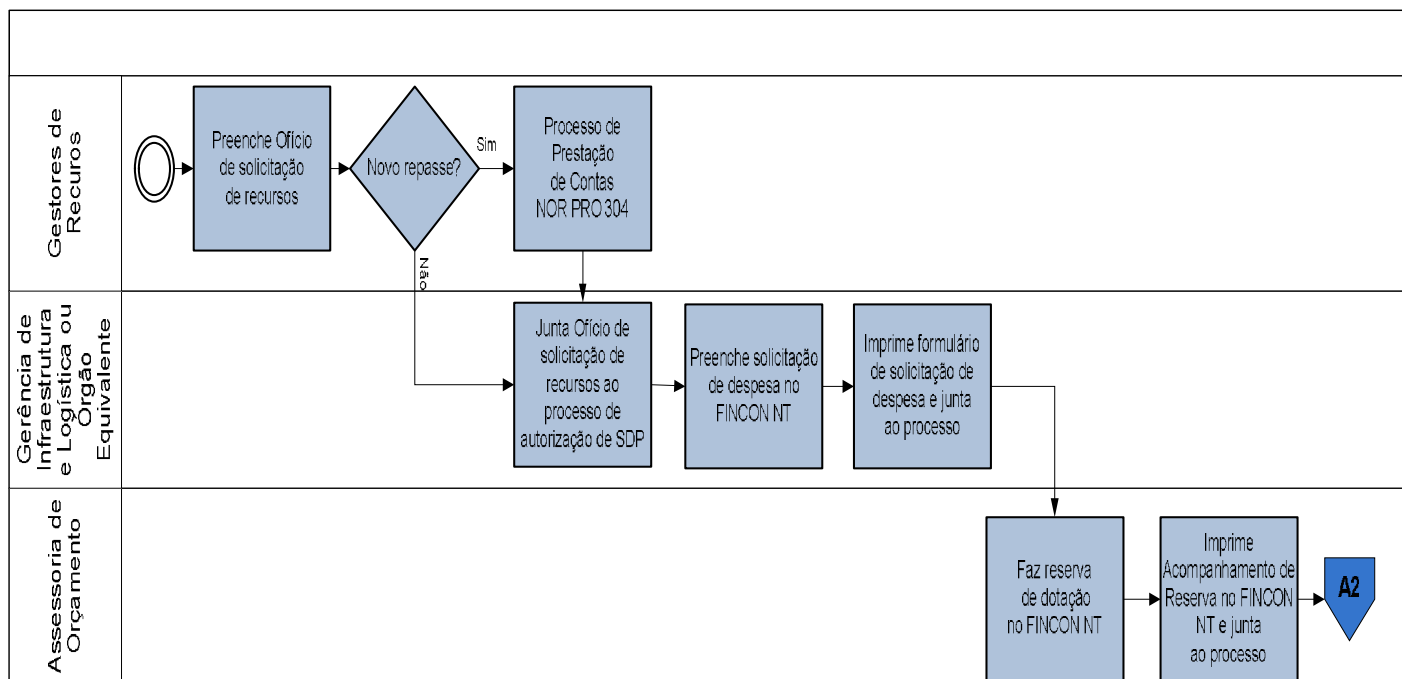 Gestores de
Recuros
Preenche Ofício
de solicitação
de recursos
Novo repasse?
Sim
Não
Processo de
Prestação
de Contas
NOR PRO 304
Gerência de
Infraestrutura
e Logística ou
Órgão
Equivalente
Junta Ofício de
solicitação de
recursos ao
processo de
autorização de SDP
Preenche solicitação
de despesa no
FINCON NT
Imprime formulário
de solicitação de
despesa e junta
ao processo
Assessoria de
Orçamento
Faz reserva
de dotação
no FINCON NT
Imprime
Acompanhamento de
Reserva no FINCON
NT e junta
ao processo
A2